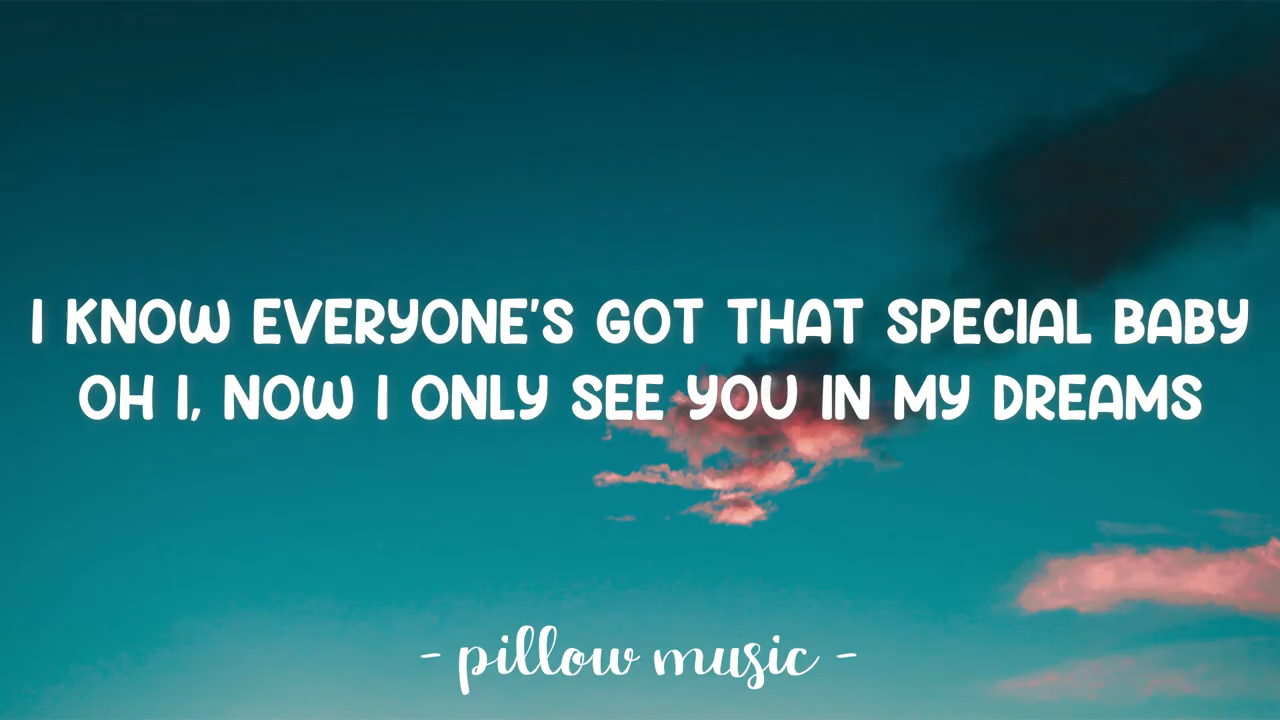 I KNOW EVERYONE'S GOT THAT SPECIAL BABY
OH I, NOW I ONLY SEE YOU IN MY DREAMS
- pillow music -